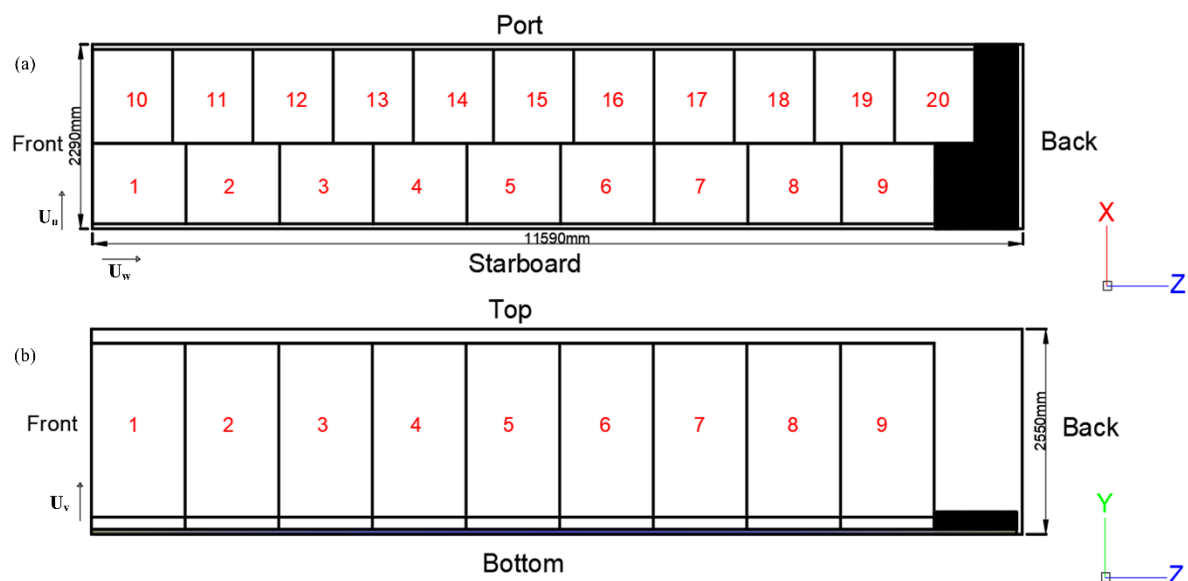 Port
(a)
10 11 12 13 14 15 16 17 18 19 20
Front
2290mm
Back
1 2 3 4 5 6 7 8 9
Uu
X
11590mm
Uw
Starboard
Z
Top
(b)
Front
1 2 3 4 5 6 7 8 9
2550mm
Back
Uv
Y
Bottom
Z